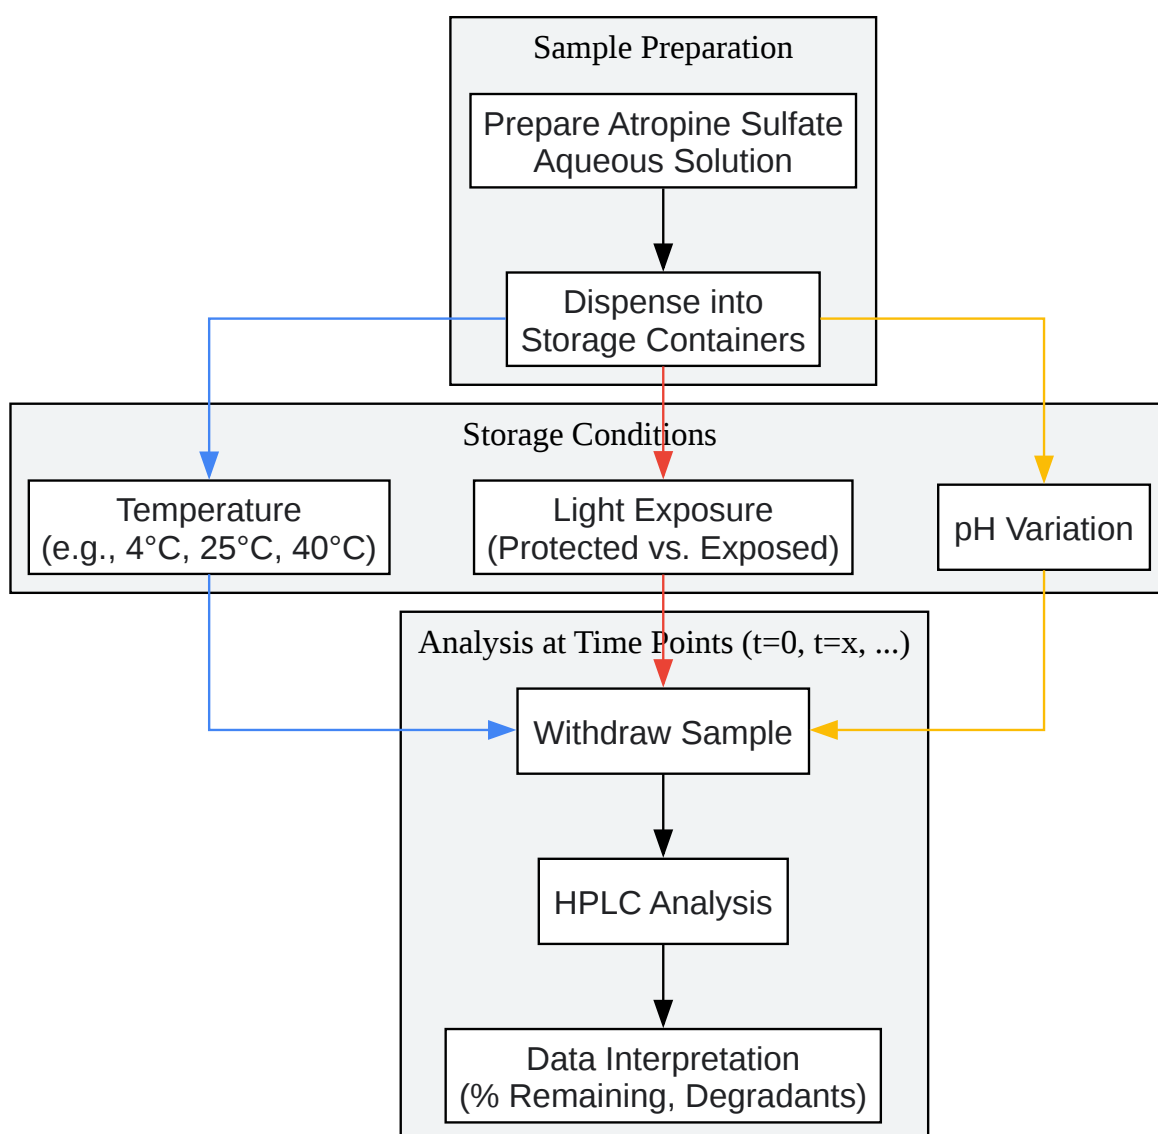 Sample Preparation
Prepare Atropine Sulfate
Aqueous Solution
Dispense into
Storage Containers
Storage Conditions
Temperature
(e.g., 4°C, 25°C, 40°C)
Light Exposure
(Protected vs. Exposed)
pH Variation
Analysis at Time Points (t=0, t=x, ...)
Withdraw Sample
HPLC Analysis
Data Interpretation
(% Remaining, Degradants)